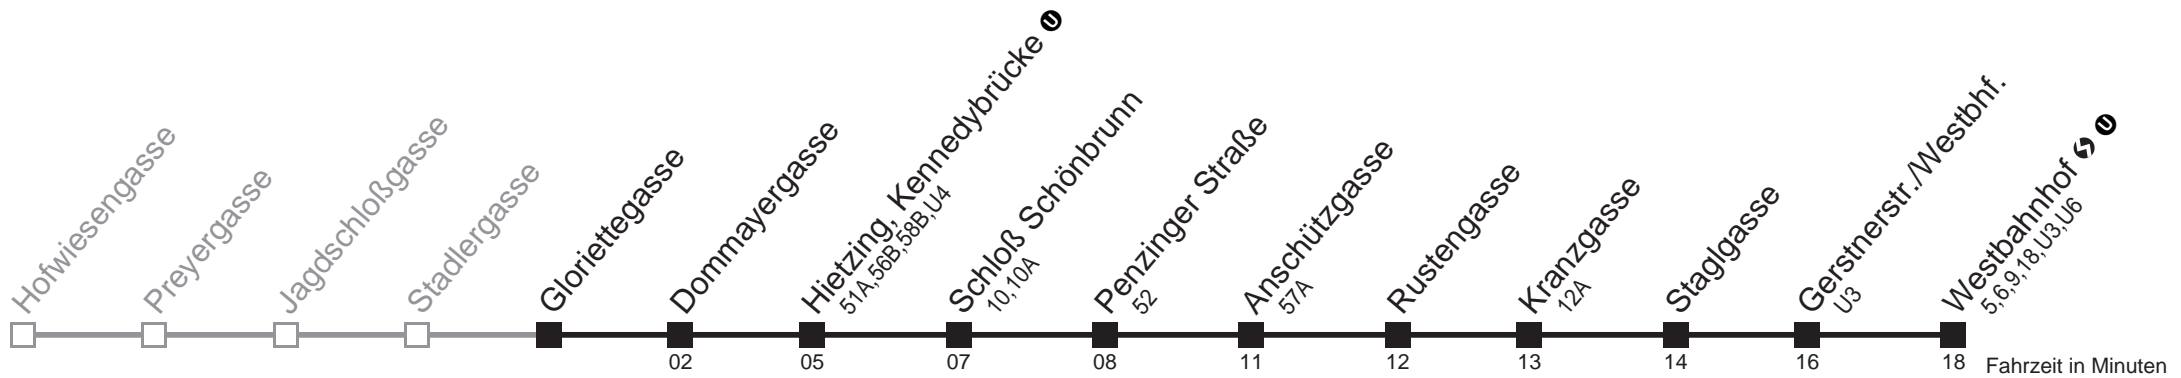 Hofwiesengasse
Preyergasse
Jagdschloßgasse
Stadlergasse
Gloriettegasse
Dommayergasse
Hietzing, Kennedybrücke U
51A,56B,58B,U4
Schloß Schönbrunn
10,10A
Penzinger Straße
52
Anschützgasse
57A
Rustengasse
Kranzgasse
12A
Staglgasse
Gerstnerstr./Westbhf.
U3
Westbahnhof U
5,6,9,18,U3,U6
02 05 07 08 11 12 13 14 16 18 Fahrzeit in Minuten